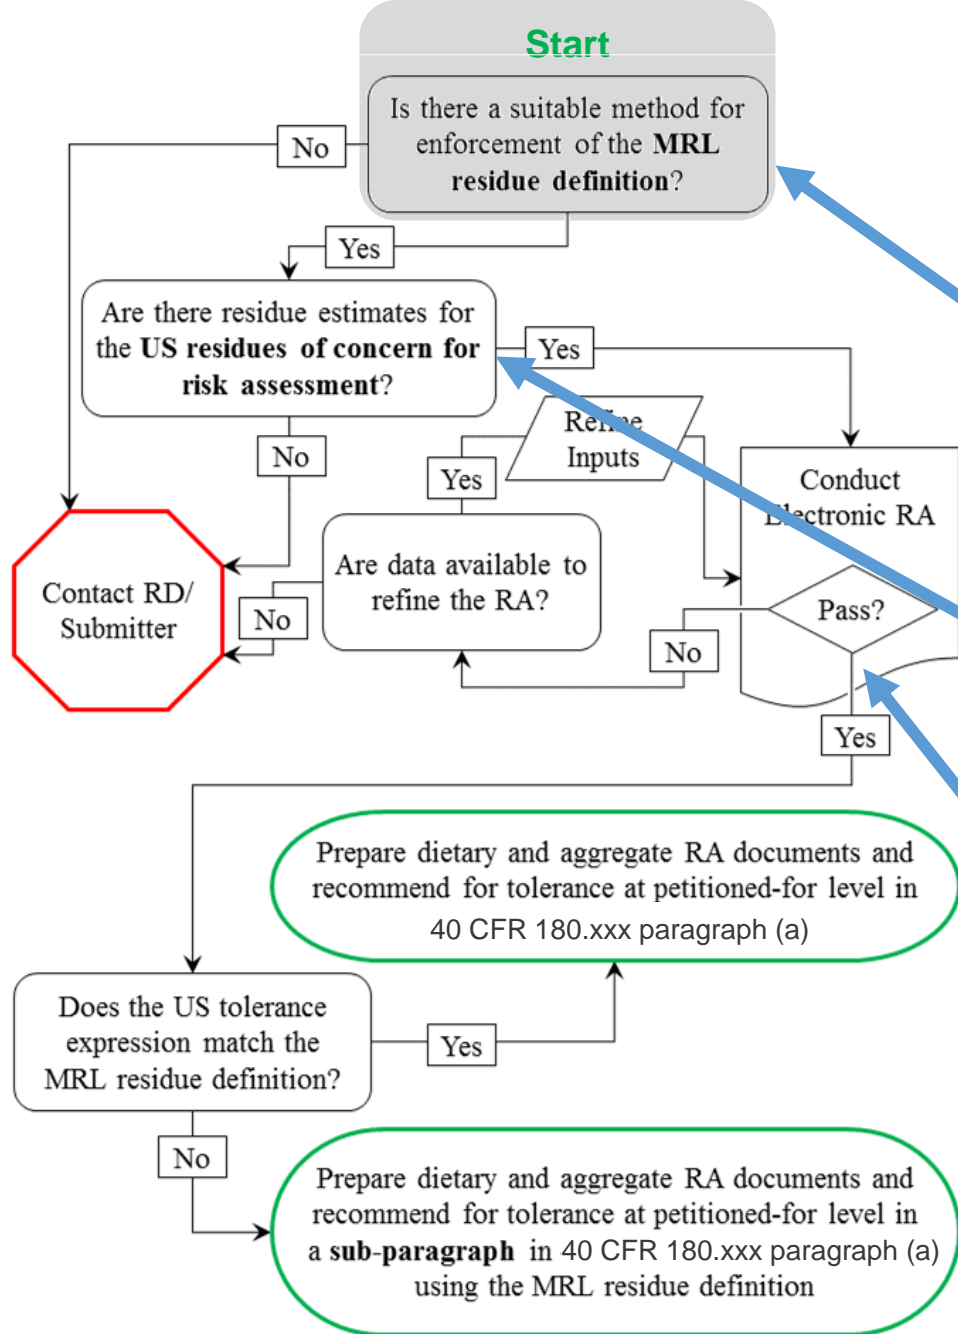 Start
Is there a suitable method for
enforcement of the MRL
residue definition?
No
Yes
Are there residue estimates for
the US residues of concern for
risk assessment?
Yes
No
Refine
Inputs
Yes
Conduct
Electronic RA
Contact RD/
Submitter
Are data available to
refine the RA?
No
Pass?
No
Yes
Prepare dietary and aggregate RA documents and
recommend for tolerance at petitioned-for level in
40 CFR 180.xxx paragraph (a)
Does the US tolerance
expression match the
MRL residue definition?
Yes
No
Prepare dietary and aggregate RA documents and
recommend for tolerance at petitioned-for level in
a sub-paragraph in 40 CFR 180.xxx paragraph (a)
using the MRL residue definition